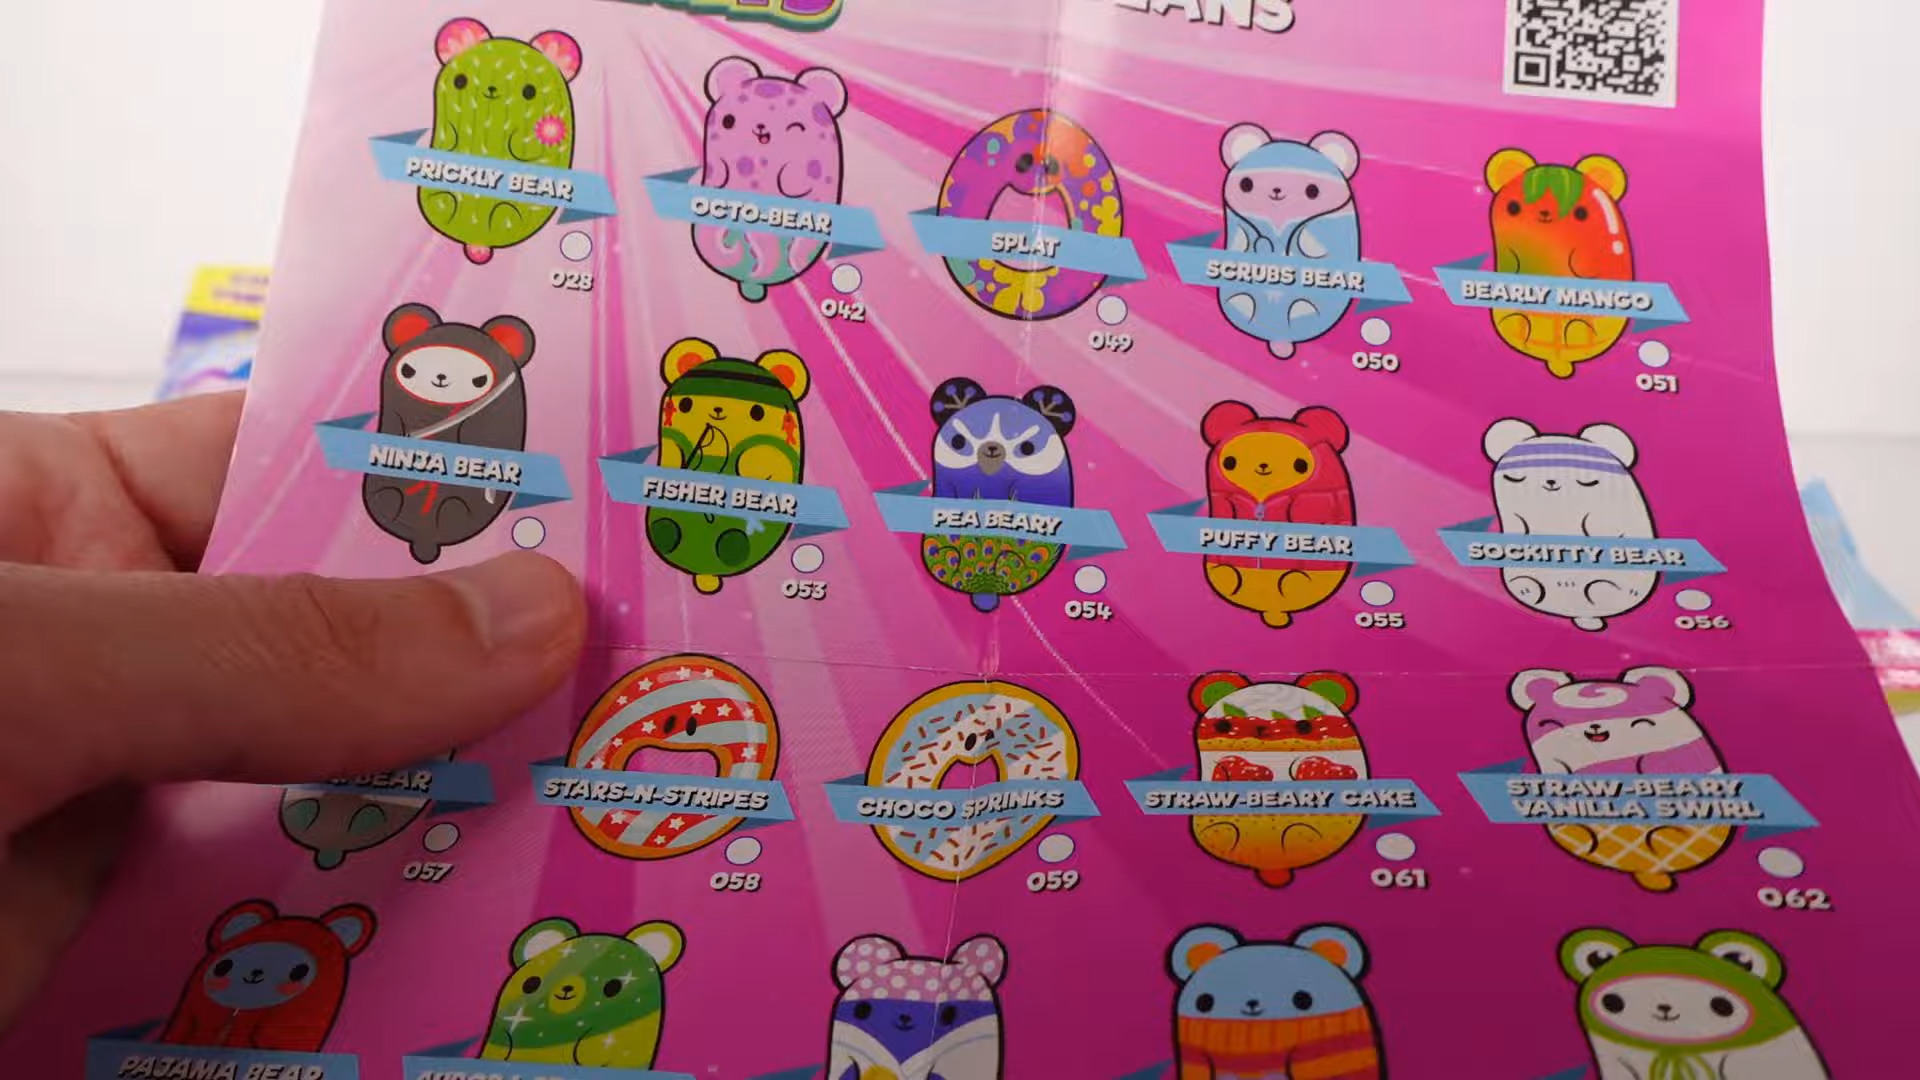 PRICKLY BEAR
028
OCTO-BEAR
042
SPLAT
049
SCRUBS BEAR
050
BEARLY MANGO
051
NINJA BEAR
FISHER BEAR
053
PEA BEARY
054
PUFFY BEAR
055
SOCKITTY BEAR
056
BEAR
057
STARS-N-STRIPES
058
CHOCO SPRINKS
059
STRAW-BEARY CAKE
061
STRAW-BEARY
VANILLA SWIRL
062
PAJAMA BEAR